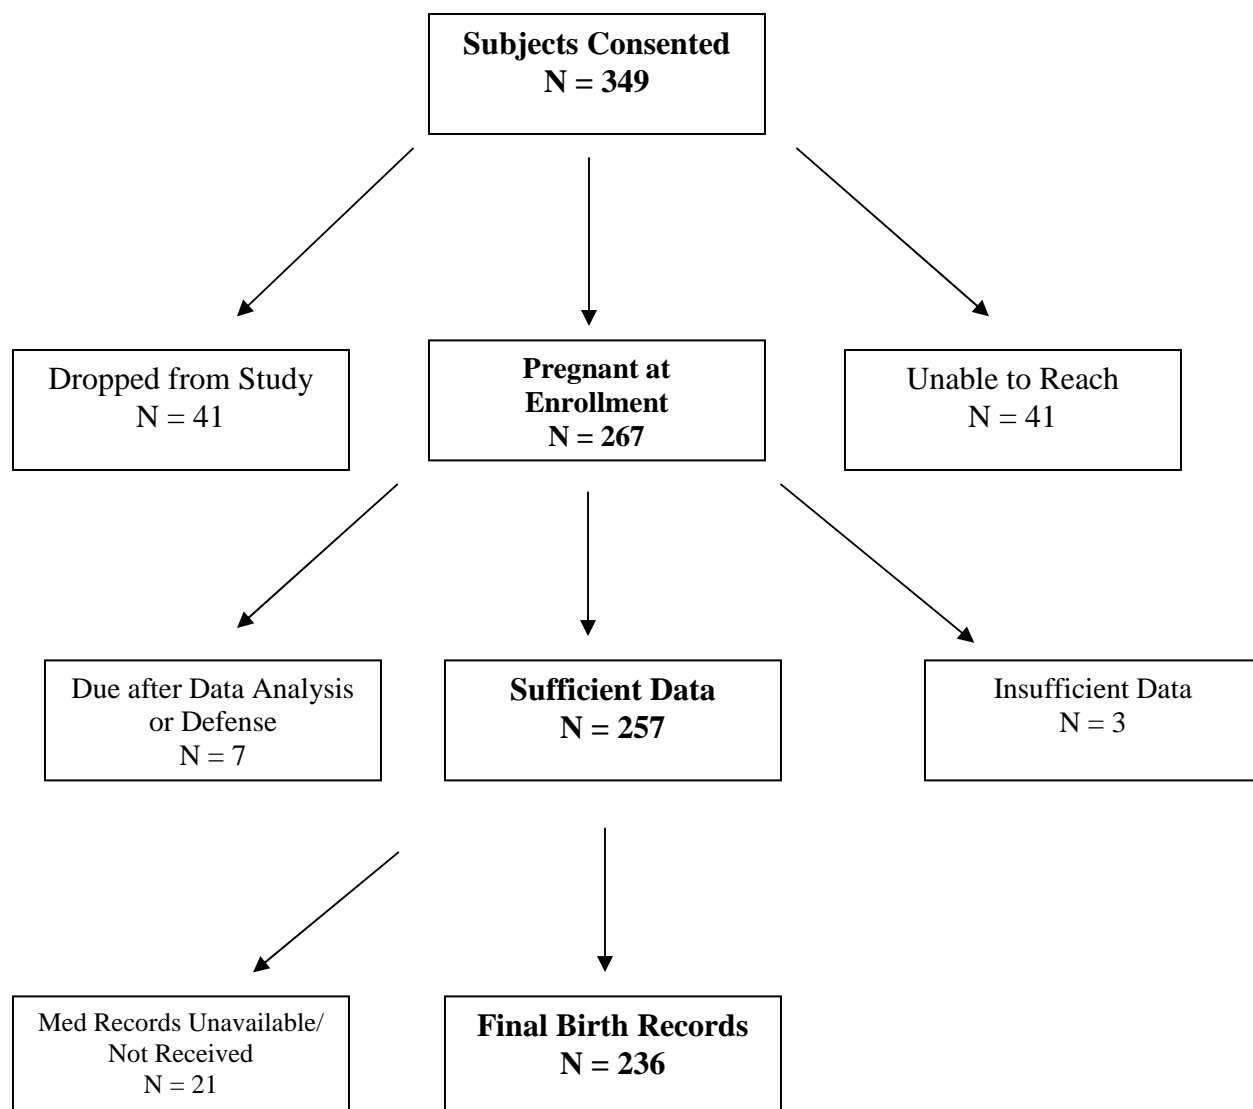 Subjects Consented
N = 349
Dropped from Study
N = 41
Pregnant at
Enrollment
N = 267
Unable to Reach
N = 41
Due after Data Analysis
or Defense
N = 7
Sufficient Data
N = 257
Insufficient Data
N = 3
Med Records Unavailable/
Not Received
N = 21
Final Birth Records
N = 236